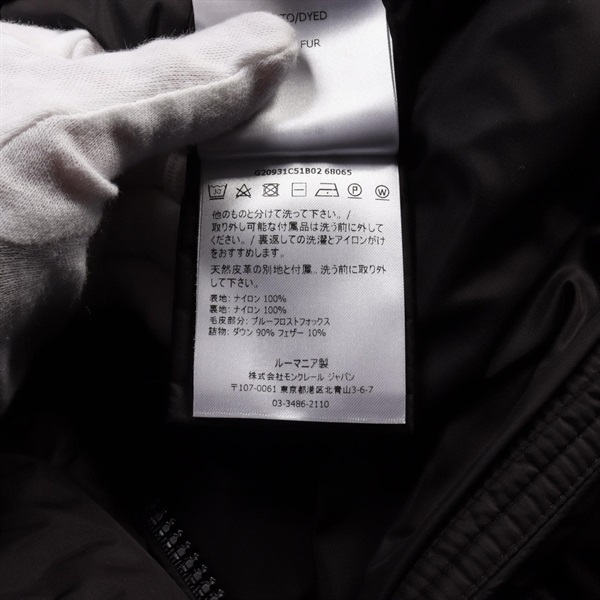 TO/DYED
FUR
G20931C51B02 68065
30 P W
他のものと分けて洗って下さい。/
取り外し可能な付属品は洗う前に外し
てください/ 裏返しての洗濯とアイロンがけ
をおすすめします。
天然皮革の別地と付属、洗う前に取り外
して下さい。
表地: ナイロン 100%
裏地: ナイロン 100%
毛皮部分: ブルーフロストフォックス
詰物: ダウン 90% フェザー 10%
ルーマニア製
株式会社モンクレール ジャパン
〒107-0061 東京都港区北青山3-6-7
03-3486-2110